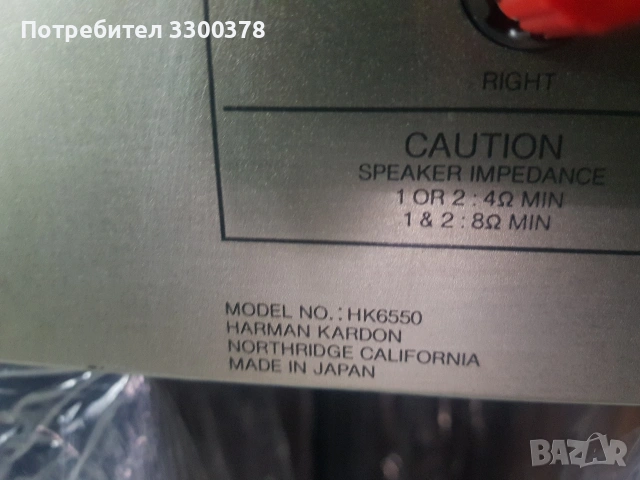 Потребител 3300378
RIGHT
CAUTION
SPEAKER IMPEDANCE
1 OR 2 : 4Ω MIN
1 & 2 : 8Ω MIN
MODEL NO. : HK6550
HARMAN KARDON
NORTHRIDGE CALIFORNIA
MADE IN JAPAN
BAZAR